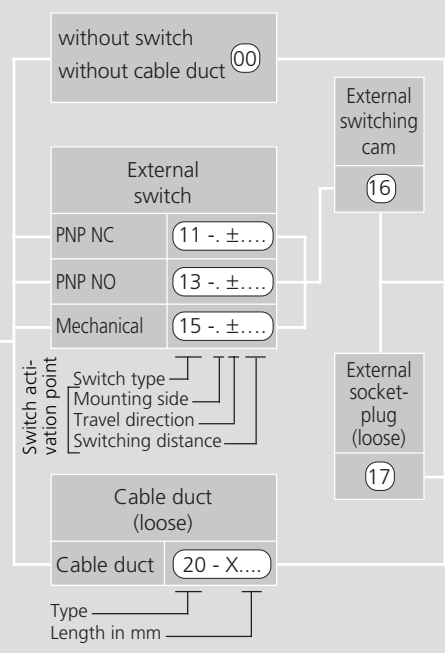 without switch
without cable duct 00
External
switching
cam
16
External
switch
PNP NC 11 -. ±....
PNP NO 13 -. ±....
Mechanical 15 -. ±....
Switch acti-
vation point
Switch type
Mounting side
Travel direction
Switching distance
External
socket-
plug
(loose)
17
Cable duct
(loose)
Cable duct 20 - X....
Type
Length in mm